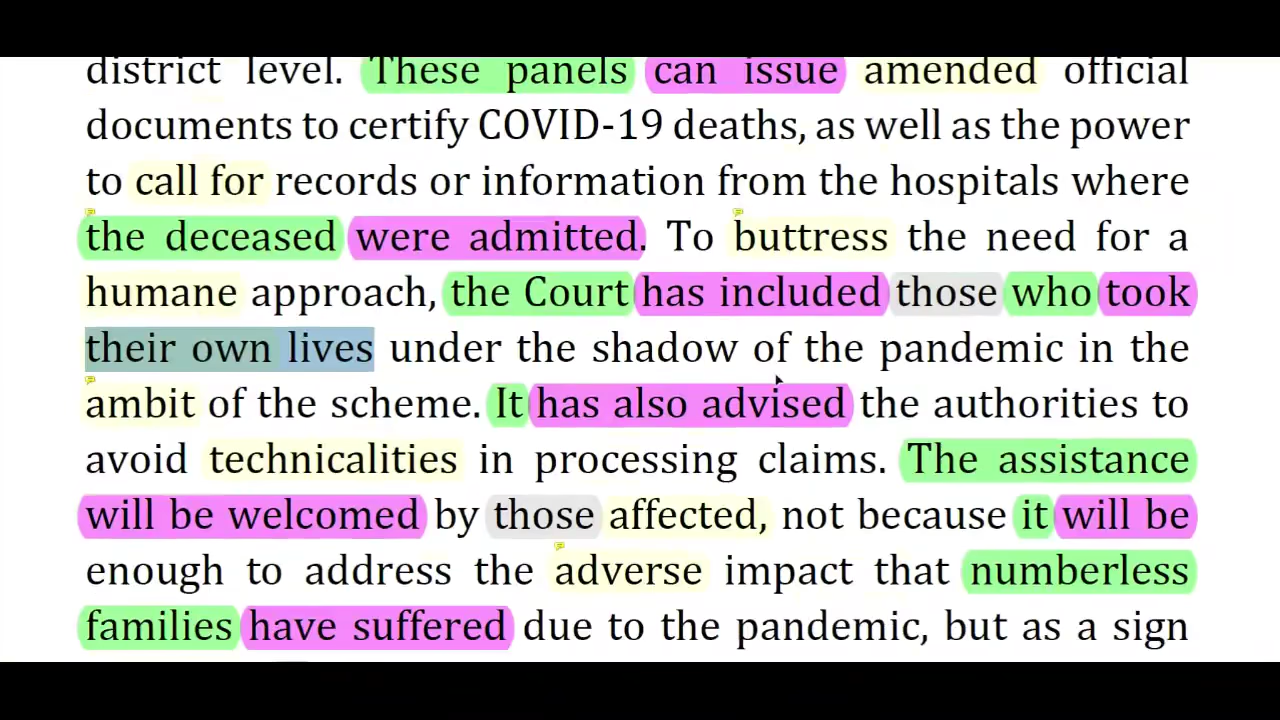 district level. These panels can issue amended official
documents to certify COVID-19 deaths, as well as the power
to call for records or information from the hospitals where
the deceased were admitted. To buttress the need for a
humane approach, the Court has included those who took
their own lives under the shadow of the pandemic in the
ambit of the scheme. It has also advised the authorities to
avoid technicalities in processing claims. The assistance
will be welcomed by those affected, not because it will be
enough to address the adverse impact that numberless
families have suffered due to the pandemic, but as a sign